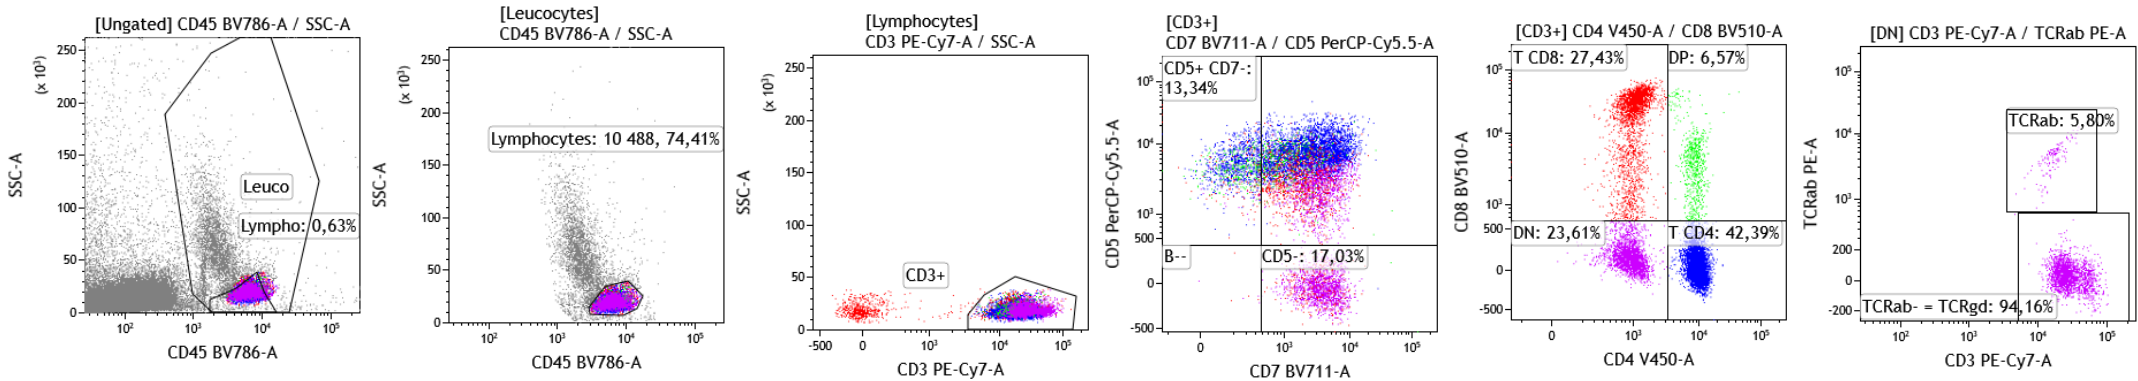 [Ungated] CD45 BV786-A / SSC-A
(x 10³)
SSC-A
250
200
150
100
50
0
Leuco
Lympho: 0,63%
10²
10³
10⁴
10⁵
CD45 BV786-A
[Leucocytes]
CD45 BV786-A / SSC-A
(x 10³)
SSC-A
250
200
150
100
50
0
Lymphocytes: 10 488, 74,41%
10²
10³
10⁴
10⁵
CD45 BV786-A
[Lymphocytes]
CD3 PE-Cy7-A / SSC-A
(x 10³)
SSC-A
250
200
150
100
50
0
CD3+
-500
0
10³
10⁴
10⁵
CD3 PE-Cy7-A
[CD3+]
CD7 BV711-A / CD5 PerCP-Cy5.5-A
CD5 PerCP-Cy5.5-A
CD5+ CD7-:
13,34%
10⁵
10⁴
10³
500
0
-500
B--
CD5-: 17,03%
0
10³
10⁴
10⁵
CD7 BV711-A
[CD3+] CD4 V450-A / CD8 BV510-A
CD8 BV510-A
T CD8: 27,43%
DP: 6,57%
10⁵
10⁴
10³
500
0
-500
DN: 23,61%
T CD4: 42,39%
0
10³
10⁴
10⁵
CD4 V450-A
[DN] CD3 PE-Cy7-A / TCRab PE-A
TCRab PE-A
10⁵
10⁴
10³
200
0
-200
TCRab: 5,80%
TCRab- = TCRgd: 94,16%
10²
10³
10⁴
10⁵
CD3 PE-Cy7-A